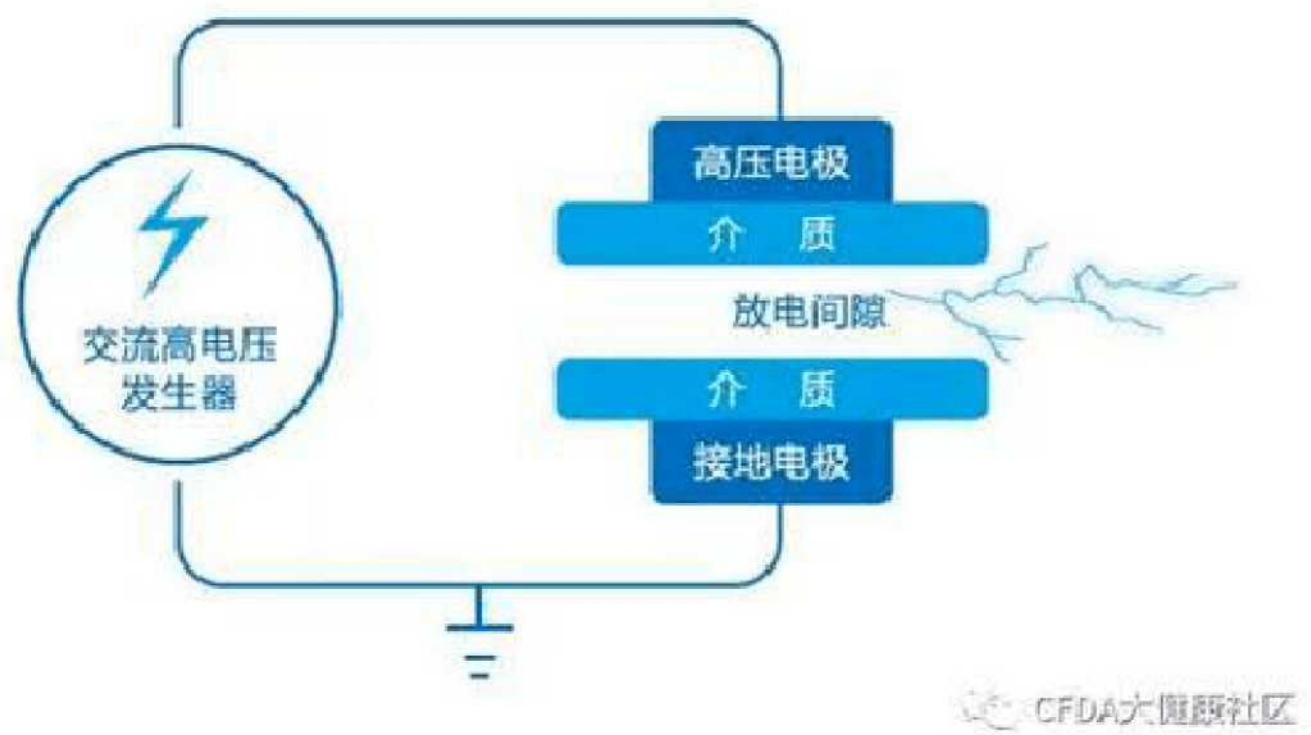 高压电极
介 质
放电间隙
交流高电压
发生器
介 质
接地电极
CFDA大健康社区